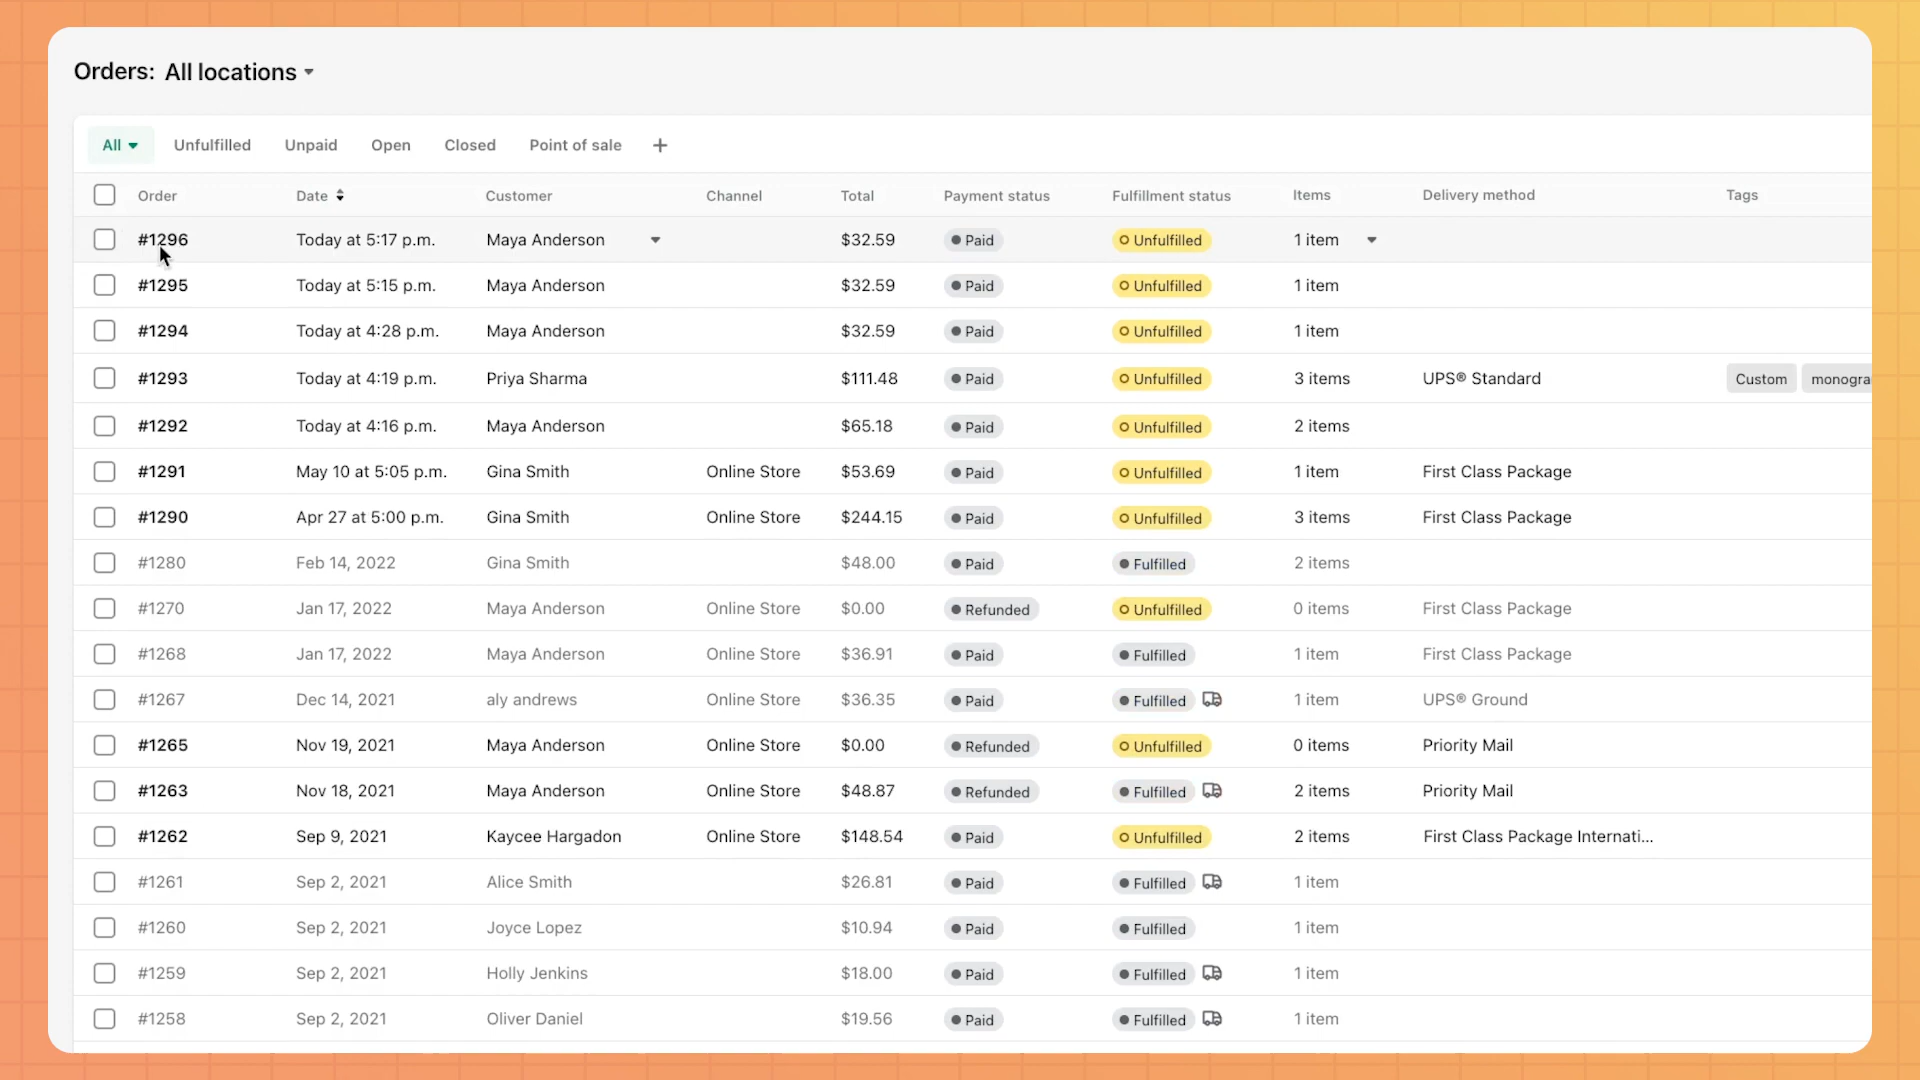 Orders: All locations
All Unfulfilled Unpaid Open Closed Point of sale +
Order Date Customer Channel Total Payment status Fulfillment status Items Delivery method Tags
#1296 Today at 5:17 p.m. Maya Anderson $32.59 Paid Unfulfilled 1 item
#1295 Today at 5:15 p.m. Maya Anderson $32.59 Paid Unfulfilled 1 item
#1294 Today at 4:28 p.m. Maya Anderson $32.59 Paid Unfulfilled 1 item
#1293 Today at 4:19 p.m. Priya Sharma $111.48 Paid Unfulfilled 3 items UPS® Standard Custom monogra
#1292 Today at 4:16 p.m. Maya Anderson $65.18 Paid Unfulfilled 2 items
#1291 May 10 at 5:05 p.m. Gina Smith Online Store $53.69 Paid Unfulfilled 1 item First Class Package
#1290 Apr 27 at 5:00 p.m. Gina Smith Online Store $244.15 Paid Unfulfilled 3 items First Class Package
#1280 Feb 14, 2022 Gina Smith $48.00 Paid Fulfilled 2 items
#1270 Jan 17, 2022 Maya Anderson Online Store $0.00 Refunded Unfulfilled 0 items First Class Package
#1268 Jan 17, 2022 Maya Anderson Online Store $36.91 Paid Fulfilled 1 item First Class Package
#1267 Dec 14, 2021 aly andrews Online Store $36.35 Paid Fulfilled 1 item UPS® Ground
#1265 Nov 19, 2021 Maya Anderson Online Store $0.00 Refunded Unfulfilled 0 items Priority Mail
#1263 Nov 18, 2021 Maya Anderson Online Store $48.87 Refunded Fulfilled 2 items Priority Mail
#1262 Sep 9, 2021 Kaycee Hargadon Online Store $148.54 Paid Unfulfilled 2 items First Class Package Internati...
#1261 Sep 2, 2021 Alice Smith $26.81 Paid Fulfilled 1 item
#1260 Sep 2, 2021 Joyce Lopez $10.94 Paid Fulfilled 1 item
#1259 Sep 2, 2021 Holly Jenkins $18.00 Paid Fulfilled 1 item
#1258 Sep 2, 2021 Oliver Daniel $19.56 Paid Fulfilled 1 item